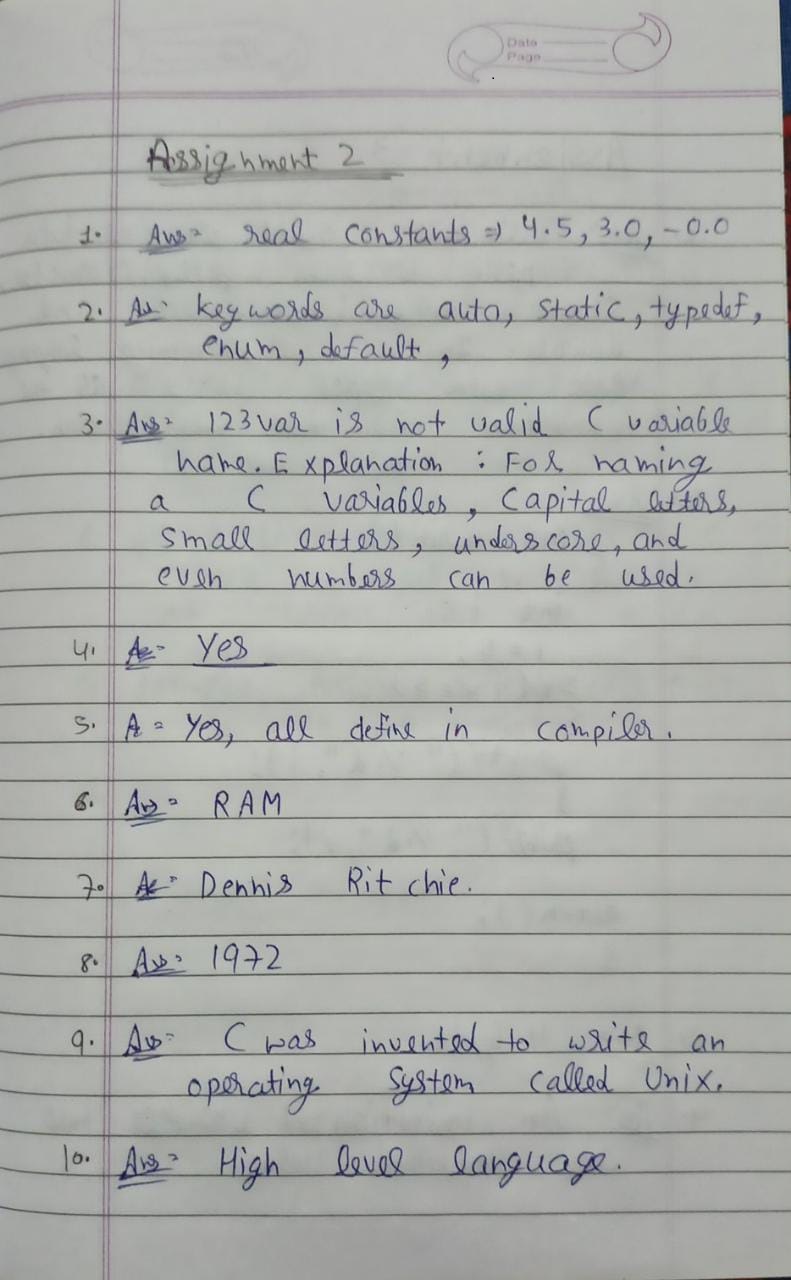 Date
Page
Assignment 2
1. Ans= real constants => 4.5, 3.0, -0.0
2. As= keywords are auto, static, typedef,
enum, default,
3. Ans= 123var is not valid C variable
name. Explanation : For naming
a C variables, Capital letters,
small letters, underscore, and
even numbers can be used.
4. A= Yes
5. A = Yes, all define in compiler.
6. Ans = RAM
7. A= Dennis Ritchie.
8. Ans= 1972
9. Ans= C was invented to write an
operating system called Unix.
10. Ans= High level language.